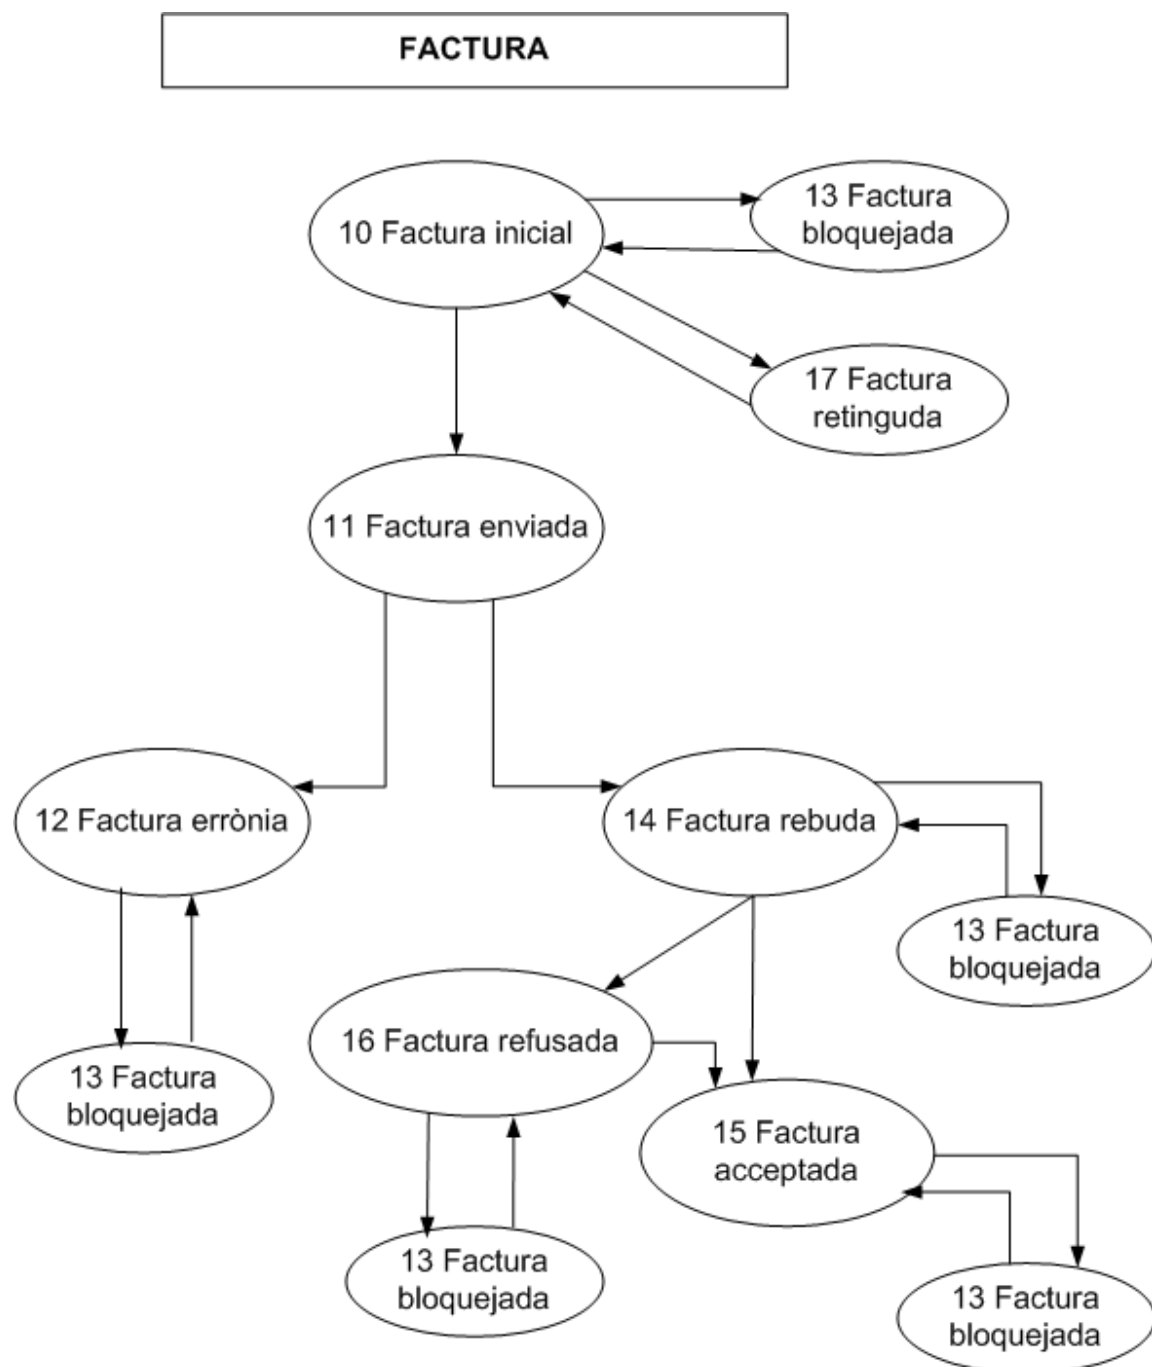 FACTURA
10 Factura inicial
13 Factura
bloquejada
17 Factura
retinguda
11 Factura enviada
12 Factura errònia
14 Factura rebuda
13 Factura
bloquejada
16 Factura refusada
13 Factura
bloquejada
15 Factura
acceptada
13 Factura
bloquejada
13 Factura
bloquejada